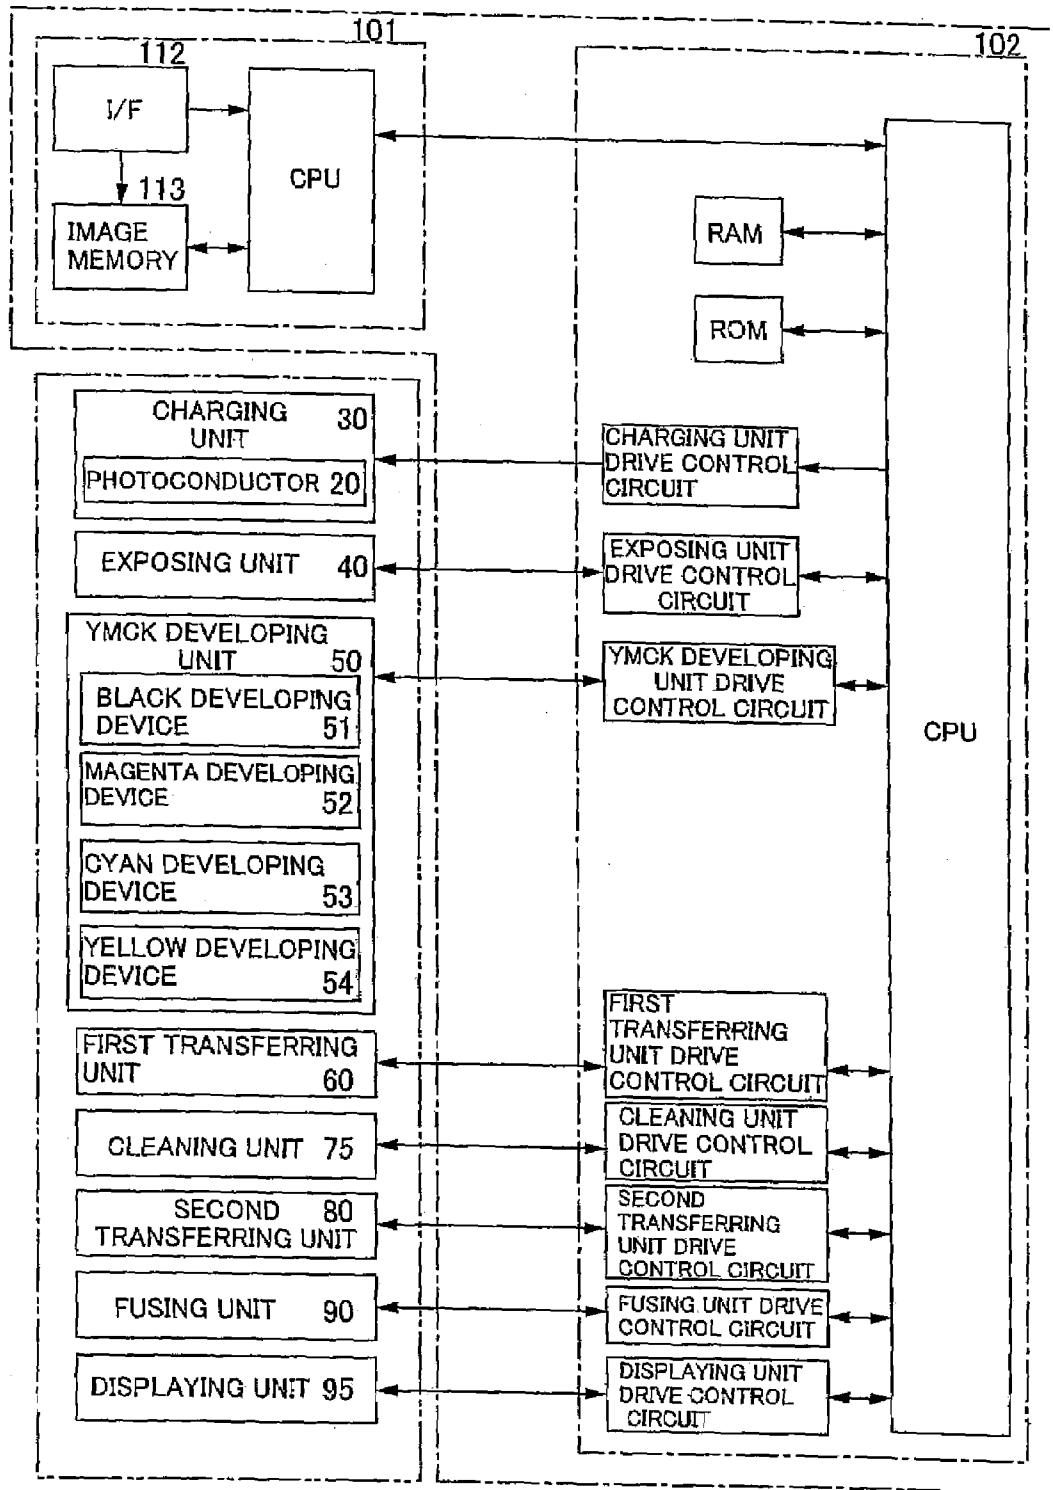 101
102
112
I/F
CPU
113
IMAGE
MEMORY
RAM
ROM
CHARGING
UNIT
30
PHOTOCONDUCTOR 20
CHARGING UNIT
DRIVE CONTROL
CIRCUIT
EXPOSING UNIT 40
EXPOSING UNIT
DRIVE CONTROL
CIRCUIT
YMCK DEVELOPING
UNIT 50
BLACK DEVELOPING
DEVICE 51
MAGENTA DEVELOPING
DEVICE 52
CYAN DEVELOPING
DEVICE 53
YELLOW DEVELOPING
DEVICE 54
YMCK DEVELOPING
UNIT DRIVE
CONTROL CIRCUIT
CPU
FIRST TRANSFERRING
UNIT 60
FIRST
TRANSFERRING
UNIT DRIVE
CONTROL CIRCUIT
CLEANING UNIT 75
CLEANING UNIT
DRIVE CONTROL
CIRCUIT
SECOND 80
TRANSFERRING UNIT
SECOND
TRANSFERRING
UNIT DRIVE
CONTROL CIRCUIT
FUSING UNIT 90
FUSING UNIT DRIVE
CONTROL CIRCUIT
DISPLAYING UNIT 95
DISPLAYING UNIT
DRIVE CONTROL
CIRCUIT